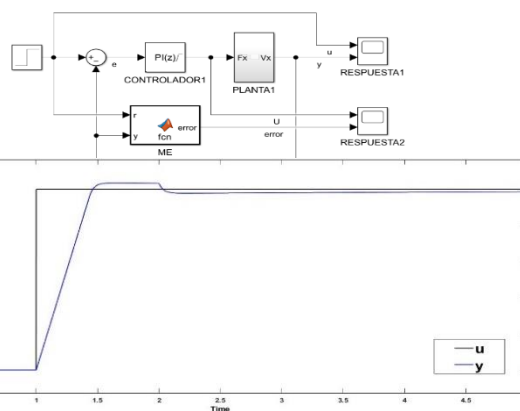 e
PI(z)
CONTROLADOR1
Fx Vx
PLANTA1
u
y
RESPUESTA1
r
y
fcn
error
ME
U
error
RESPUESTA2
u
y
1 1.5 2 2.5 3 3.5 4 4.5
Time